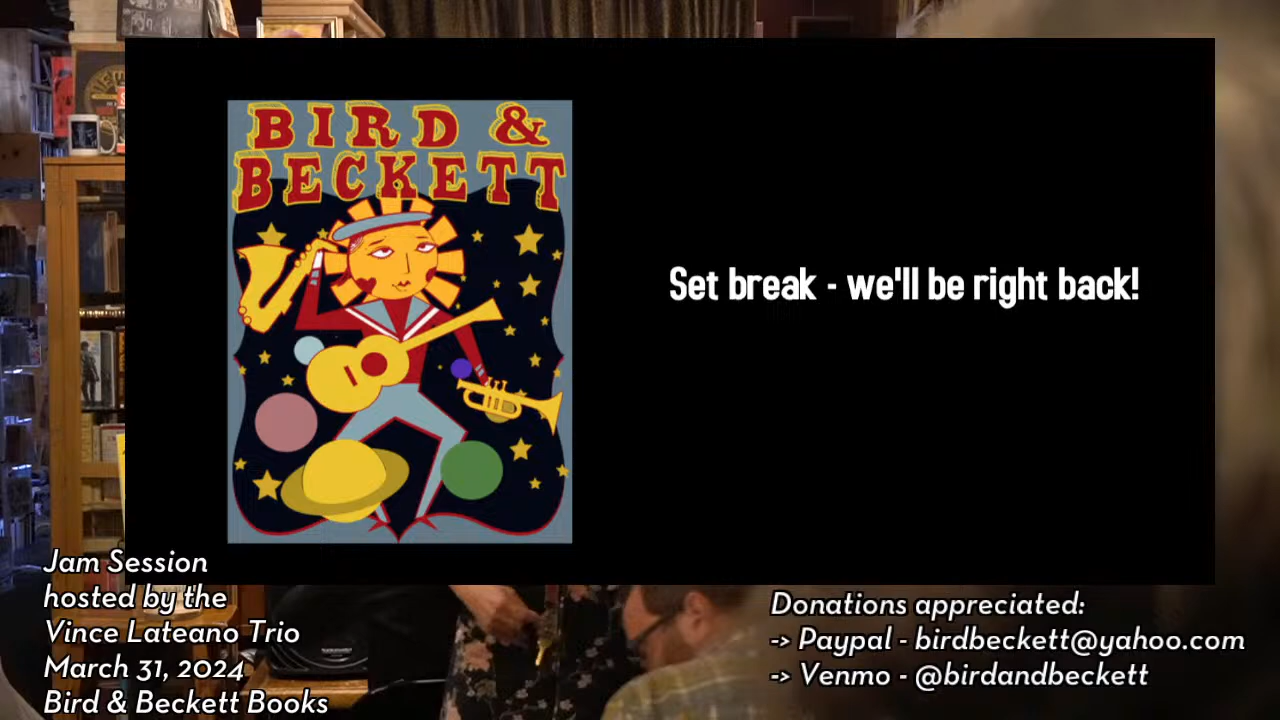 BIRD &
BECKETT
Set break - we'll be right back!
Jam Session
hosted by the
Vince Lateano Trio
March 31, 2024
Bird & Beckett Books
Donations appreciated:
-> Paypal - birdbeckett@yahoo.com
-> Venmo - @birdandbeckett